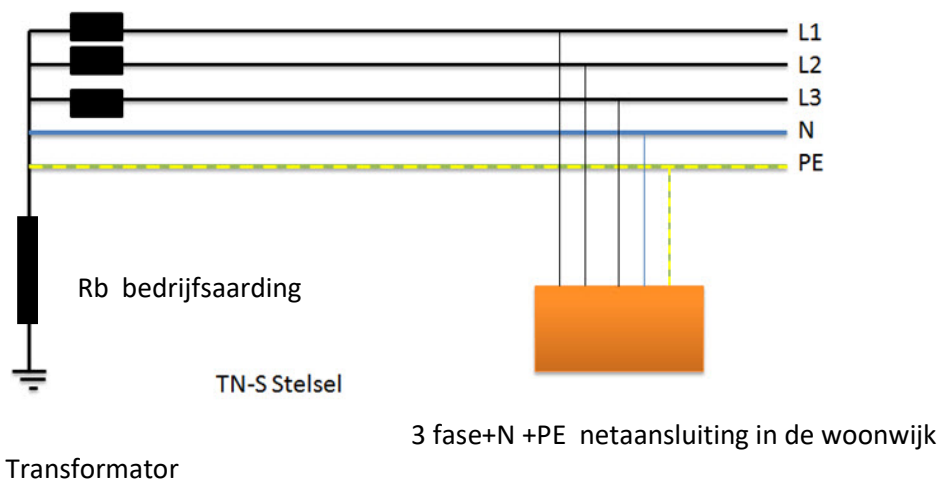 L1
L2
L3
N
PE
Rb bedrijfsaarding
TN-S Stelsel
3 fase+N +PE netaansluiting in de woonwijk
Transformator